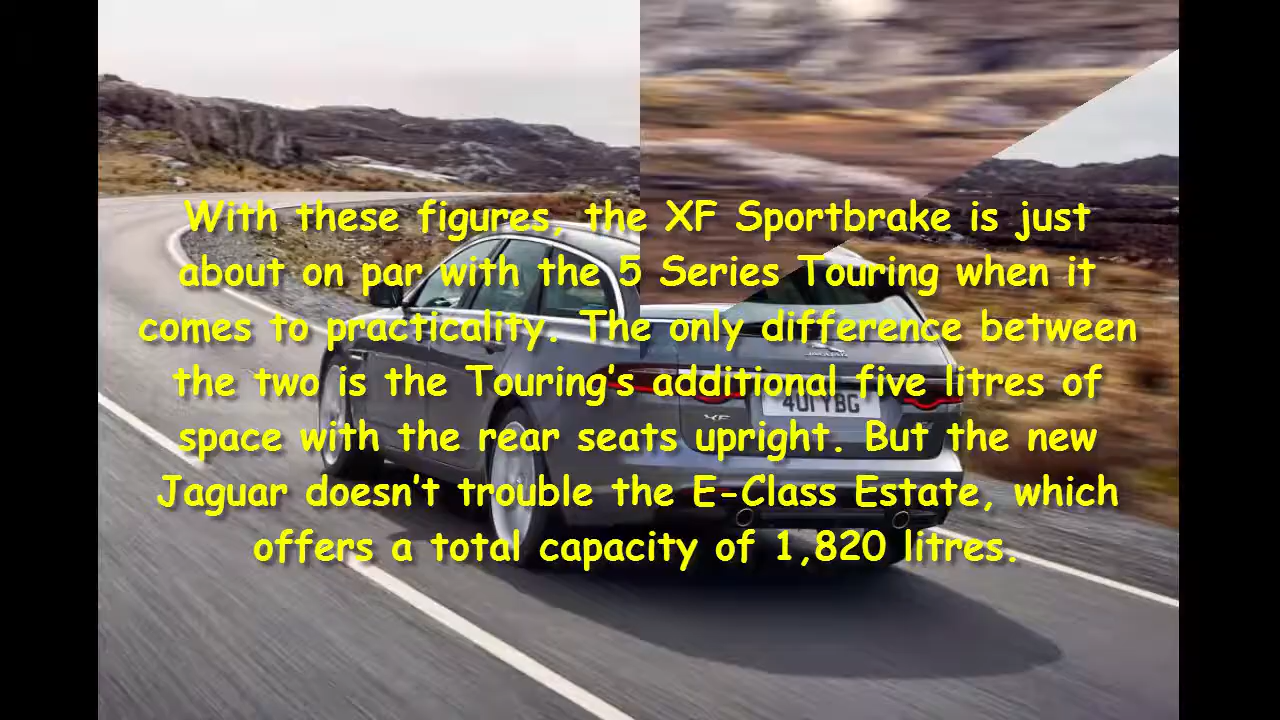 With these figures, the XF Sportbrake is just
about on par with the 5 Series Touring when it
comes to practicality. The only difference between
the two is the Touring’s additional five litres of
space with the rear seats upright. But the new
Jaguar doesn’t trouble the E-Class Estate, which
offers a total capacity of 1,820 litres.
JAGUAR
XF